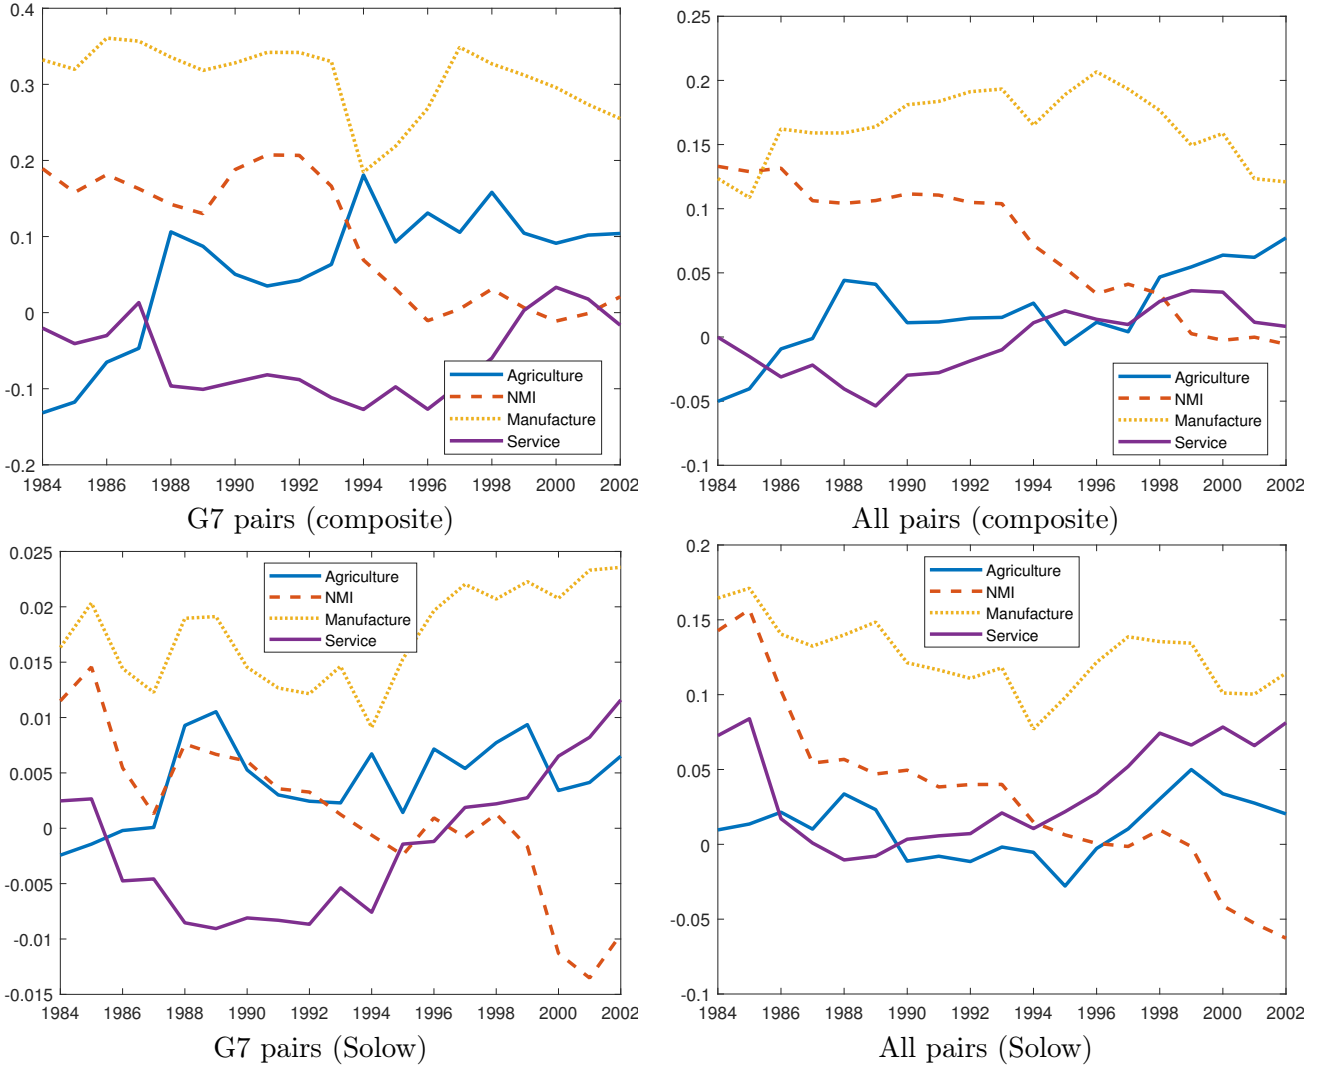 0.4
0.3
0.2
0.1
0
-0.1
-0.2
Agriculture
NMI
Manufacture
Service
1984 1986 1988 1990 1992 1994 1996 1998 2000 2002
G7 pairs (composite)
0.25
0.2
0.15
0.1
0.05
0
-0.05
-0.1
Agriculture
NMI
Manufacture
Service
1984 1986 1988 1990 1992 1994 1996 1998 2000 2002
All pairs (composite)
0.025
0.02
0.015
0.01
0.005
0
-0.005
-0.01
-0.015
Agriculture
NMI
Manufacture
Service
1984 1986 1988 1990 1992 1994 1996 1998 2000 2002
G7 pairs (Solow)
0.2
0.15
0.1
0.05
0
-0.05
-0.1
Agriculture
NMI
Manufacture
Service
1984 1986 1988 1990 1992 1994 1996 1998 2000 2002
All pairs (Solow)